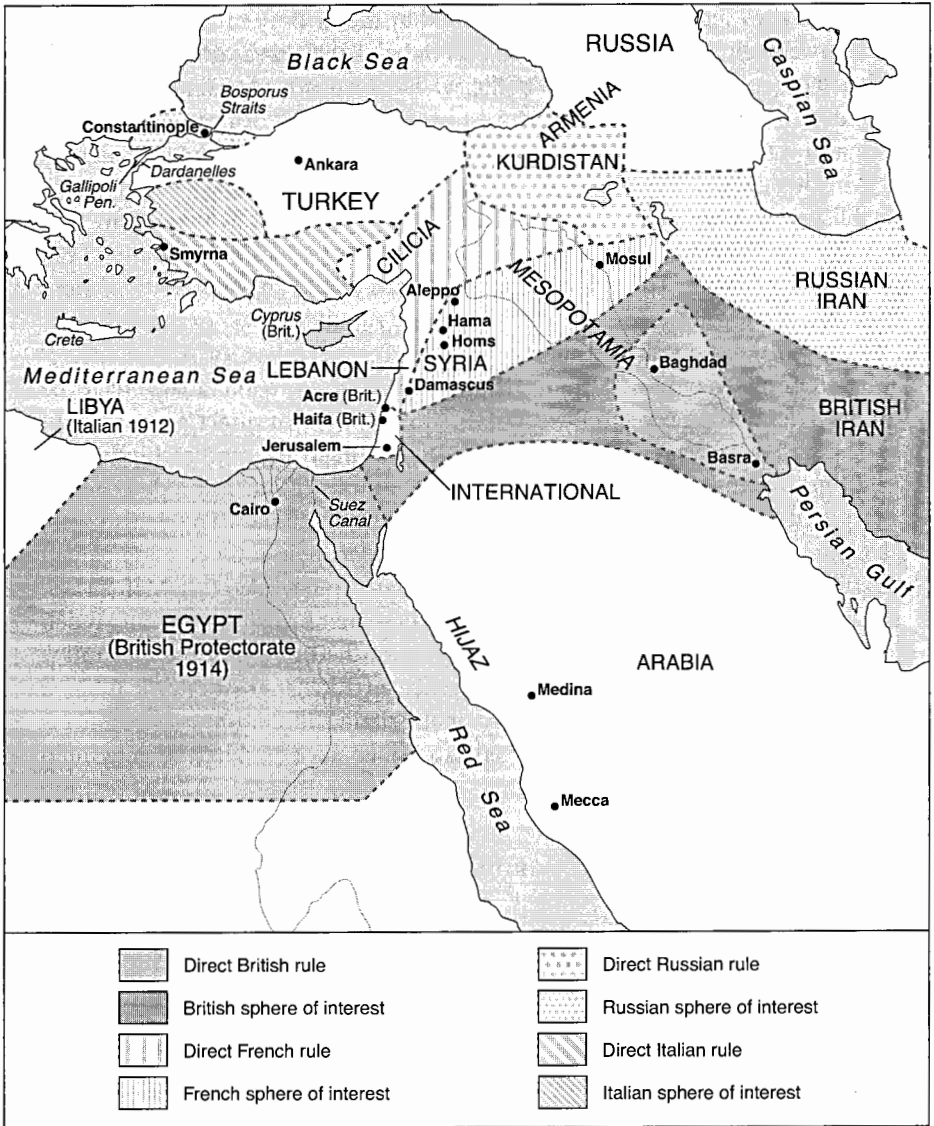 RUSSIA
Black Sea
Caspian Sea
Bosporus
Straits
Constantinople
ARMENIA
KURDISTAN
Ankara
Gallipoli
Pen.
Dardanelles
TURKEY
Smyrna
CILICIA
Mosul
MESOPOTAMIA
RUSSIAN
IRAN
Aleppo
Cyprus
(Brit.)
Hama
Homs
Crete
SYRIA
Baghdad
LEBANON
Mediterranean Sea
Damascus
Acre (Brit.)
LIBYA
(Italian 1912)
Haifa (Brit.)
BRITISH
IRAN
Jerusalem
Basra
INTERNATIONAL
Cairo
Suez
Canal
Persian Gulf
EGYPT
(British Protectorate
1914)
HIJAZ
ARABIA
Medina
Red Sea
Mecca
Direct British rule
British sphere of interest
Direct French rule
French sphere of interest
Direct Russian rule
Russian sphere of interest
Direct Italian rule
Italian sphere of interest